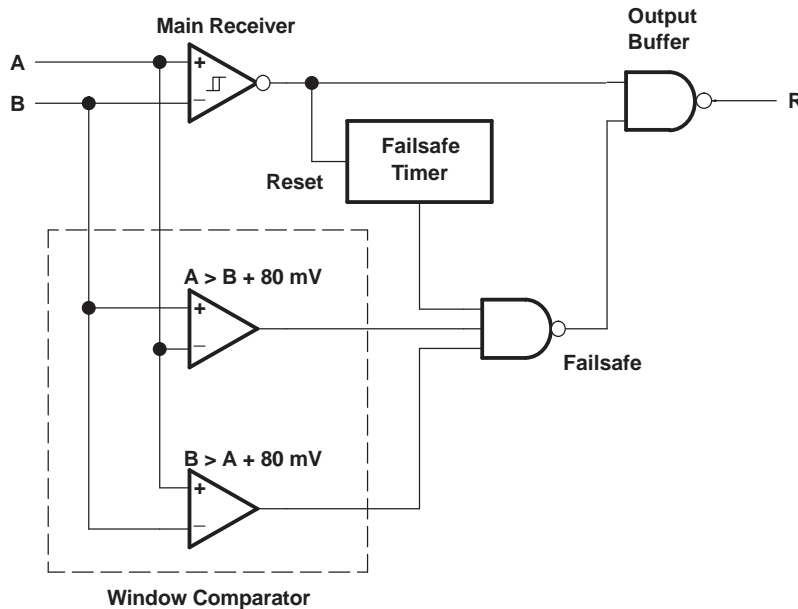 Main Receiver
Output
Buffer
A
+
_
B
R
Failsafe
Timer
Reset
A > B + 80 mV
+
_
Failsafe
B > A + 80 mV
+
_
Window Comparator